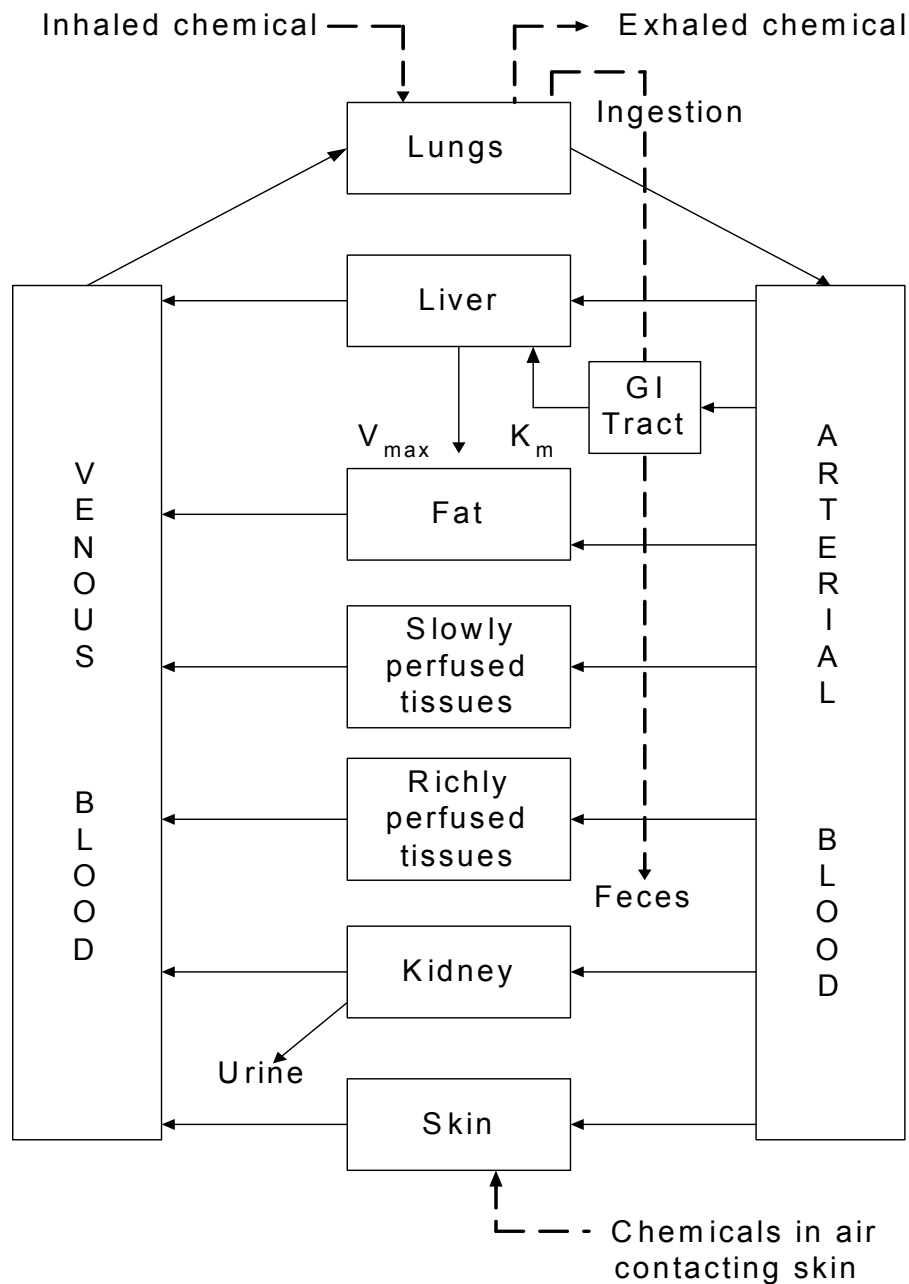 Inhaled chemical
Exhaled chemical
Ingestion
Lungs
Liver
GI
Tract
V max
K m
Fat
VENOUS BLOOD
ARTERIAL BLOOD
Slowly
perfused
tissues
Richly
perfused
tissues
Feces
Kidney
Urine
Skin
Chemicals in air
contacting skin